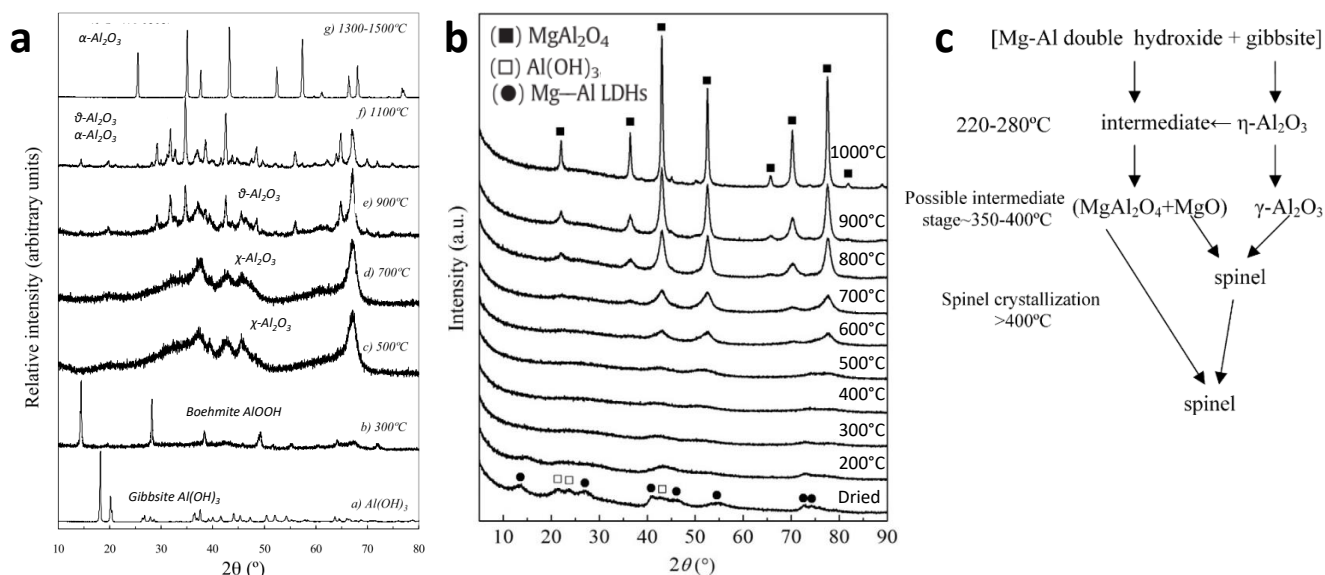 a
g) 1300-1500ºC
α-Al2O3
f) 1100ºC
ϑ-Al2O3
α-Al2O3
ϑ-Al2O3
e) 900ºC
χ-Al2O3
d) 700ºC
χ-Al2O3
c) 500ºC
Boehmite AlOOH
b) 300ºC
Gibbsite Al(OH)3
a) Al(OH)3
10 20 30 40 50 60 70 80
2θ (º)
Relative intensity (arbitrary units)
b
(■) MgAl2O4
(□) Al(OH)3
(●) Mg—Al LDHs
1000°C
900°C
800°C
700°C
600°C
500°C
400°C
300°C
200°C
Dried
10 20 30 40 50 60 70 80 90
2θ (°)
Intensity (a.u.)
c
[Mg-Al double hydroxide + gibbsite]
220-280ºC intermediate← η-Al2O3
Possible intermediate
stage~350-400ºC (MgAl2O4+MgO) γ-Al2O3
spinel
Spinel crystallization
>400ºC
spinel